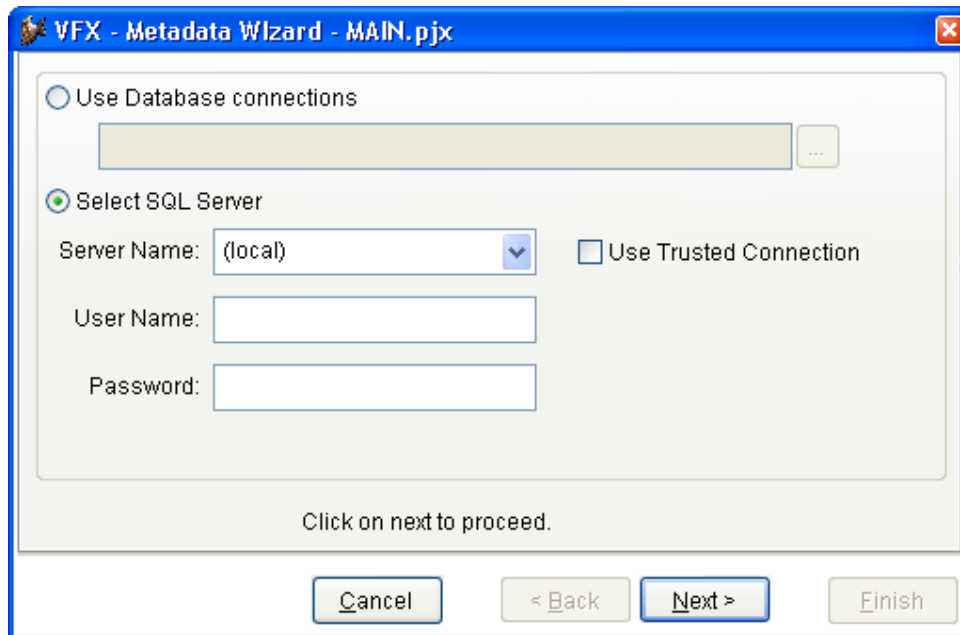 VFX - Metadata Wizard - MAIN.pjx
Use Database connections
...
Select SQL Server
Server Name: (local) Use Trusted Connection
User Name:
Password:
Click on next to proceed.
Cancel < Back Next > Finish